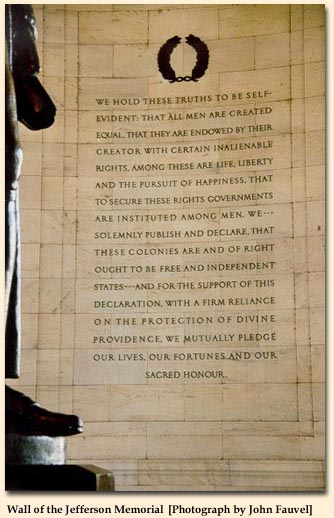 WE HOLD THESE TRUTHS TO BE SELF-
EVIDENT: THAT ALL MEN ARE CREATED
EQUAL, THAT THEY ARE ENDOWED BY THEIR
CREATOR WITH CERTAIN INALIENABLE
RIGHTS, AMONG THESE ARE LIFE, LIBERTY
AND THE PURSUIT OF HAPPINESS, THAT
TO SECURE THESE RIGHTS GOVERNMENTS
ARE INSTITUTED AMONG MEN. WE···
SOLEMNLY PUBLISH AND DECLARE, THAT
THESE COLONIES ARE AND OF RIGHT
OUGHT TO BE FREE AND INDEPENDENT
STATES···AND FOR THE SUPPORT OF THIS
DECLARATION, WITH A FIRM RELIANCE
ON THE PROTECTION OF DIVINE
PROVIDENCE, WE MUTUALLY PLEDGE
OUR LIVES, OUR FORTUNES AND OUR
SACRED HONOUR.
Wall of the Jefferson Memorial [Photograph by John Fauvel]